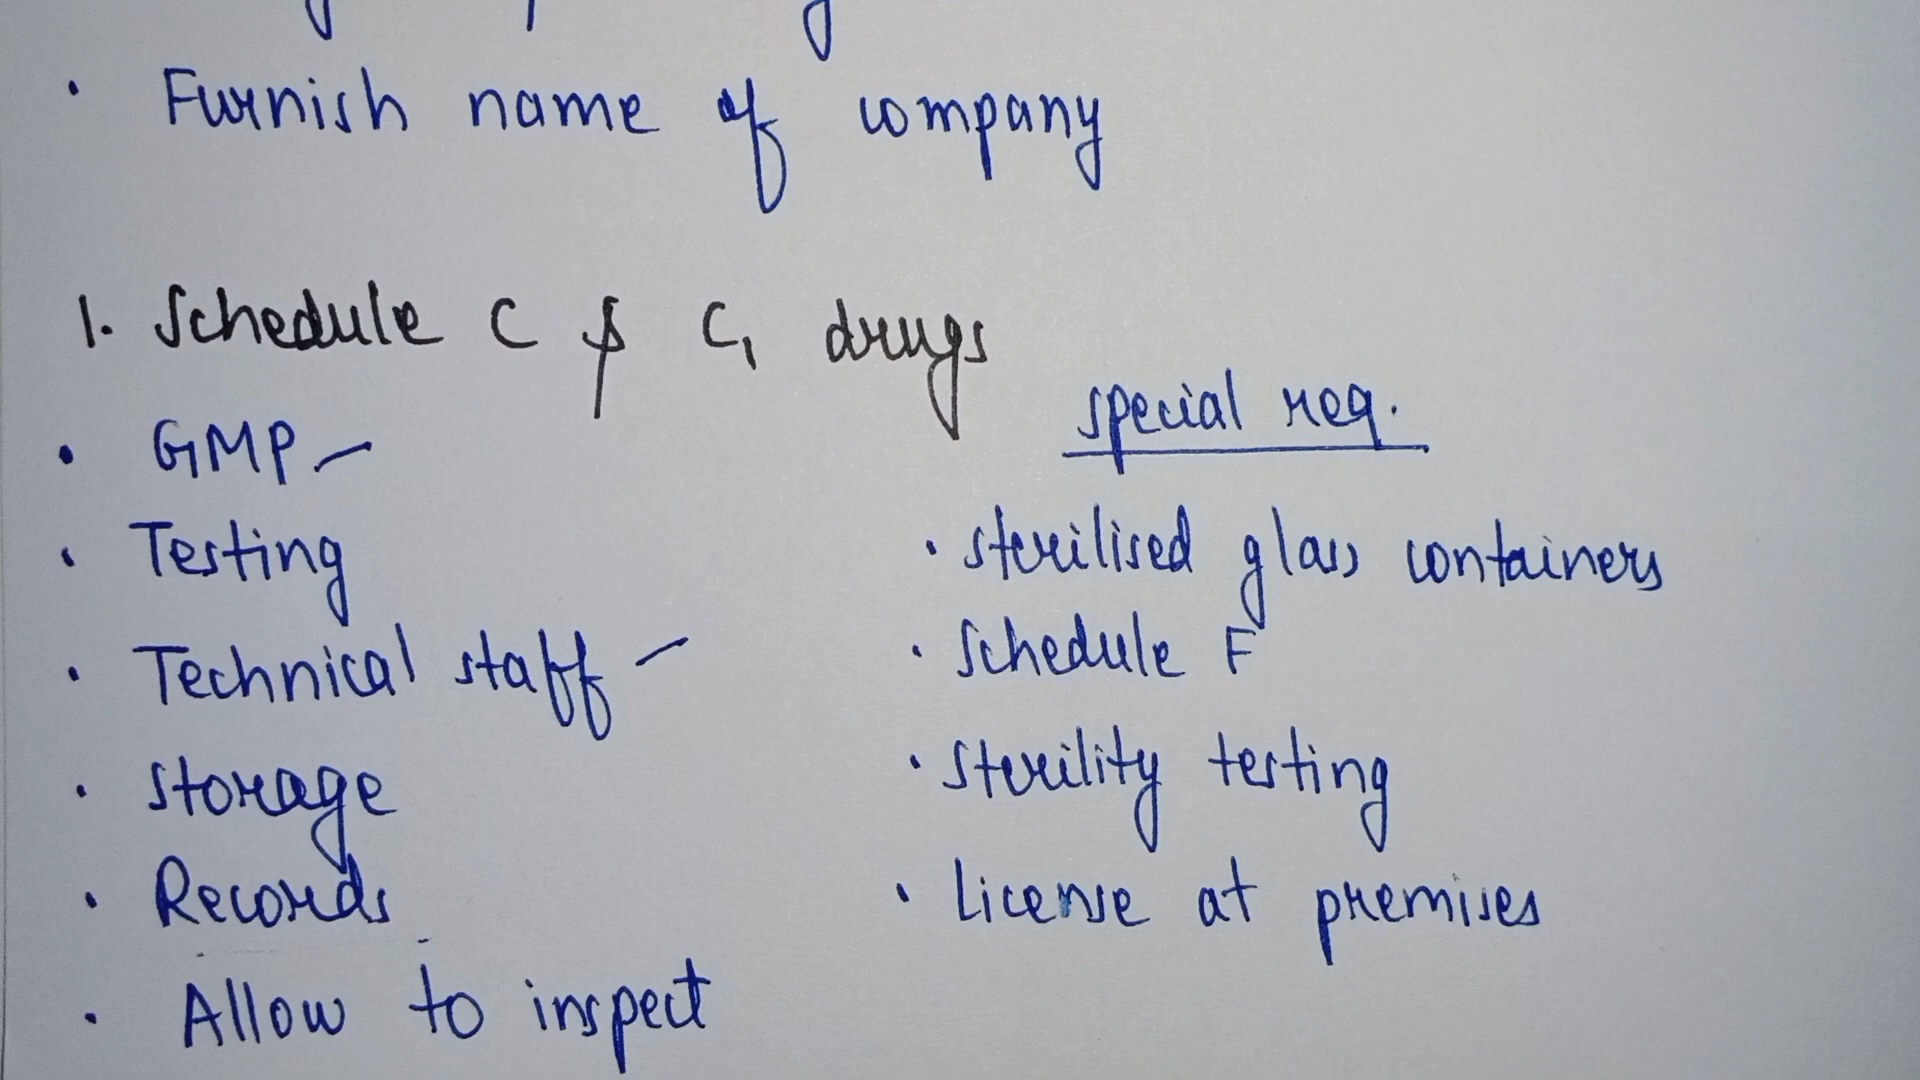 · Furnish name of company
1. Schedule C & C₁ drugs
· GMP –
· Testing
· Technical staff –
· Storage
· Records
· Allow to inspect
special req.
· sterilised glass containers
· Schedule F
· Sterility testing
· License at premises